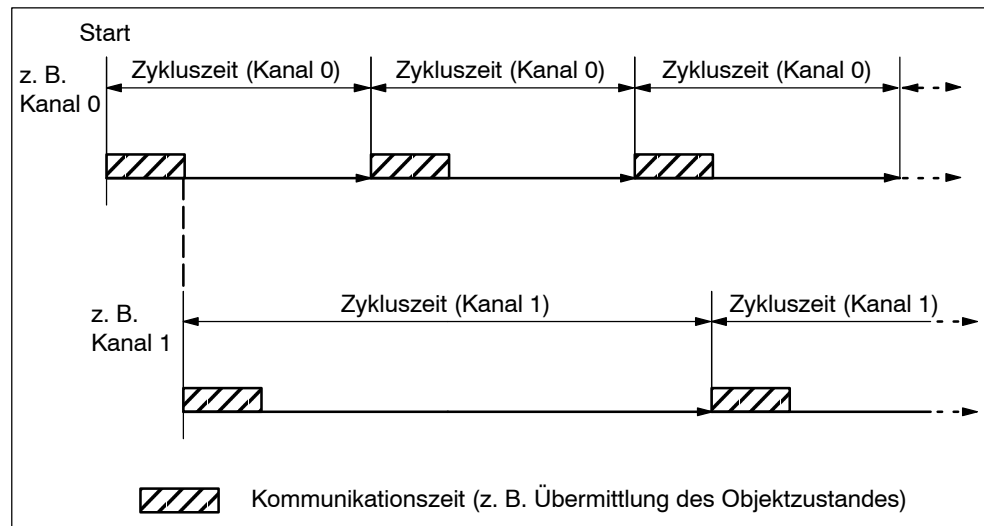 Start
z. B.
Kanal 0
Zykluszeit (Kanal 0)
Zykluszeit (Kanal 0)
Zykluszeit (Kanal 0)
z. B.
Kanal 1
Zykluszeit (Kanal 1)
Zykluszeit (Kanal 1)
Kommunikationszeit (z. B. Übermittlung des Objektzustandes)